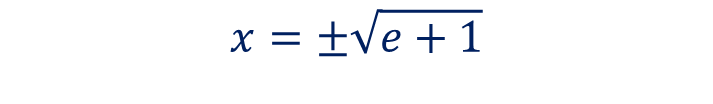 x = ±√e + 1